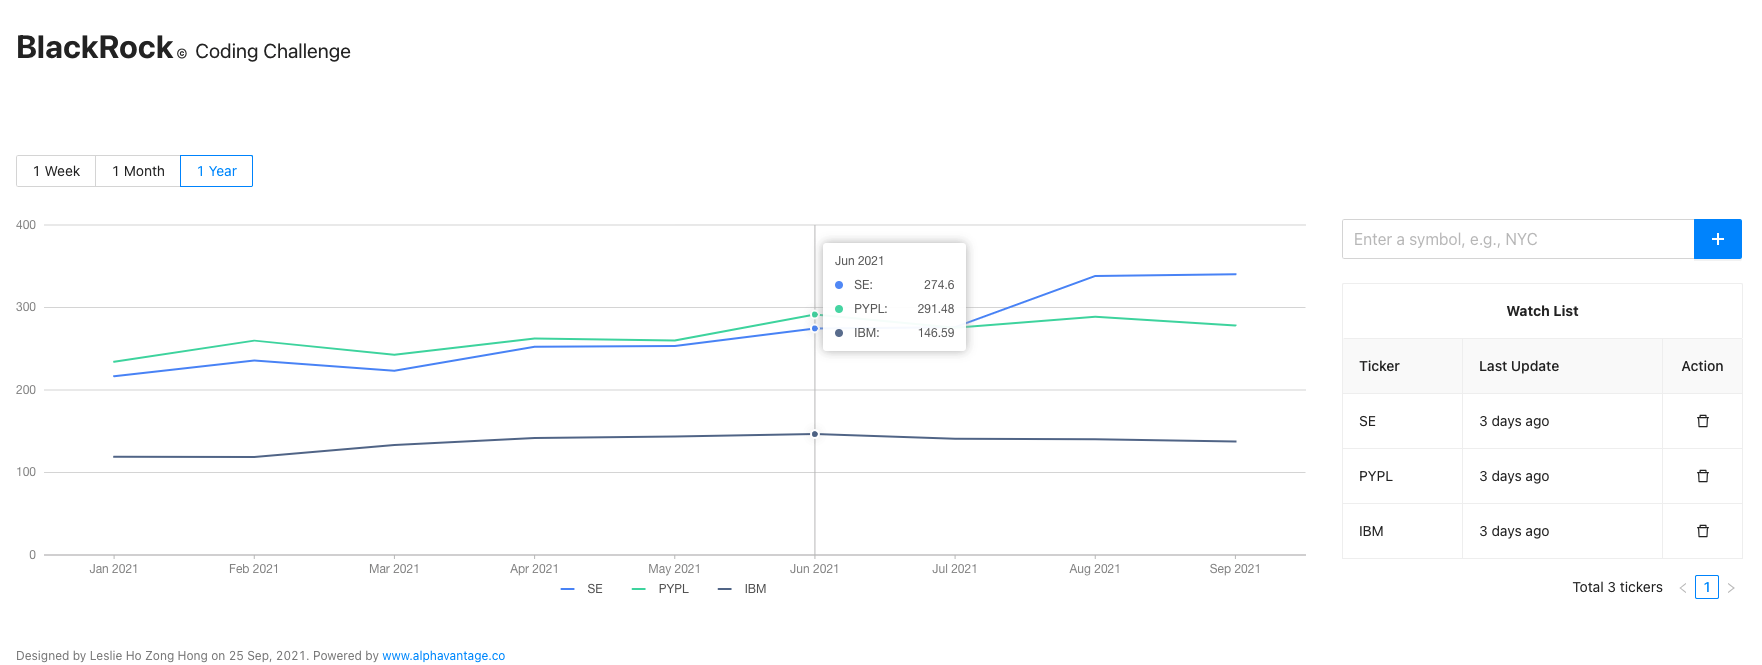 BlackRock © Coding Challenge
1 Week
1 Month
1 Year
400
300
200
100
0
Jun 2021
SE: 274.6
PYPL: 291.48
IBM: 146.59
Jan 2021
Feb 2021
Mar 2021
Apr 2021
May 2021
Jun 2021
Jul 2021
Aug 2021
Sep 2021
SE
PYPL
IBM
Enter a symbol, e.g., NYC
+
Watch List
Ticker Last Update Action
SE 3 days ago
PYPL 3 days ago
IBM 3 days ago
Total 3 tickers < 1 >
Designed by Leslie Ho Zong Hong on 25 Sep, 2021. Powered by www.alphavantage.co